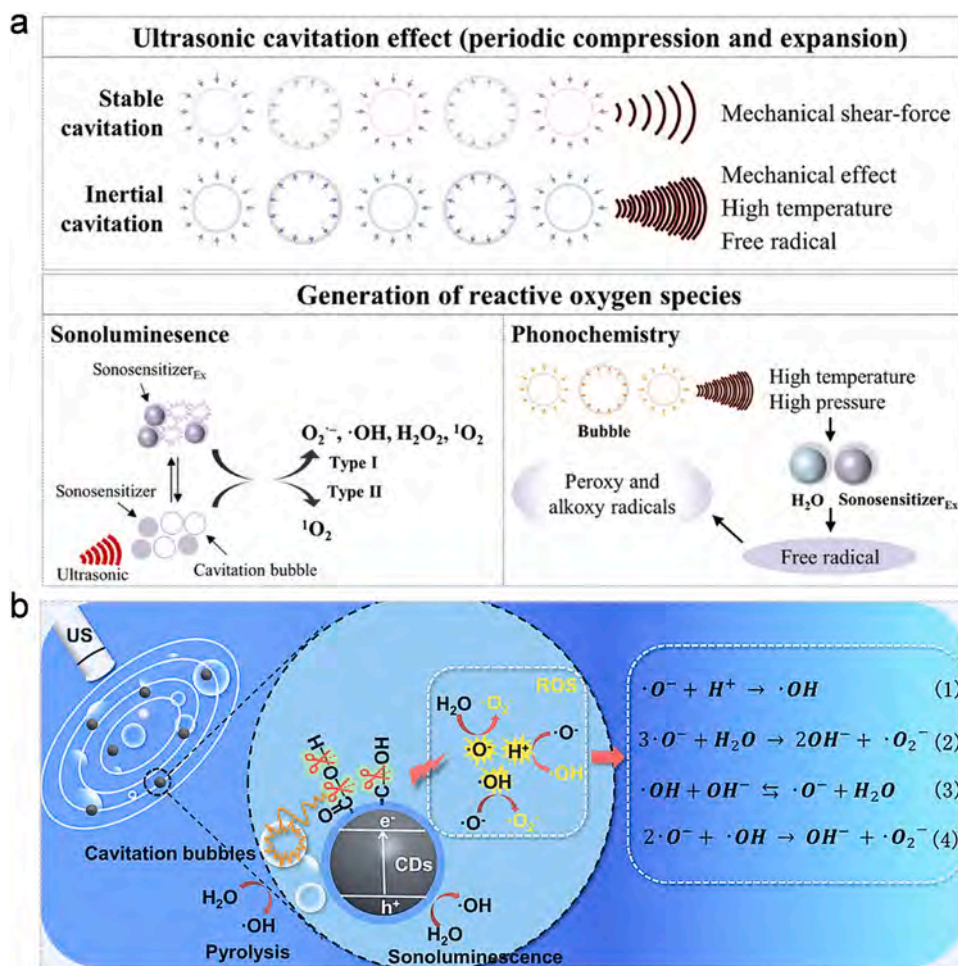 a
Ultrasonic cavitation effect (periodic compression and expansion)
Stable
cavitation
Mechanical shear-force
Inertial
cavitation
Mechanical effect
High temperature
Free radical
Generation of reactive oxygen species
Sonoluminesence
SonosensitizerEx
Sonosensitizer
Ultrasonic
Cavitation bubble
O₂·⁻, ·OH, H₂O₂, ¹O₂
Type I
Type II
¹O₂
Phonochemistry
Bubble
High temperature
High pressure
H₂O
SonosensitizerEx
Free radical
Peroxy and
alkoxy radicals
b
US
Cavitation bubbles
H₂O
·OH
Pyrolysis
H-O
O
C
-C-OH
e⁻
CDs
h⁺
·OH
H₂O
Sonoluminescence
ROS
H₂O
·O₂⁻
·O⁻
H⁺
·O⁻
·OH
·OH
·O⁻
·O₂⁻
·O⁻ + H⁺ → ·OH (1)
3·O⁻ + H₂O → 2OH⁻ + ·O₂⁻ (2)
·OH + OH⁻ ⇆ ·O⁻ + H₂O (3)
2·O⁻ + ·OH → OH⁻ + ·O₂⁻ (4)